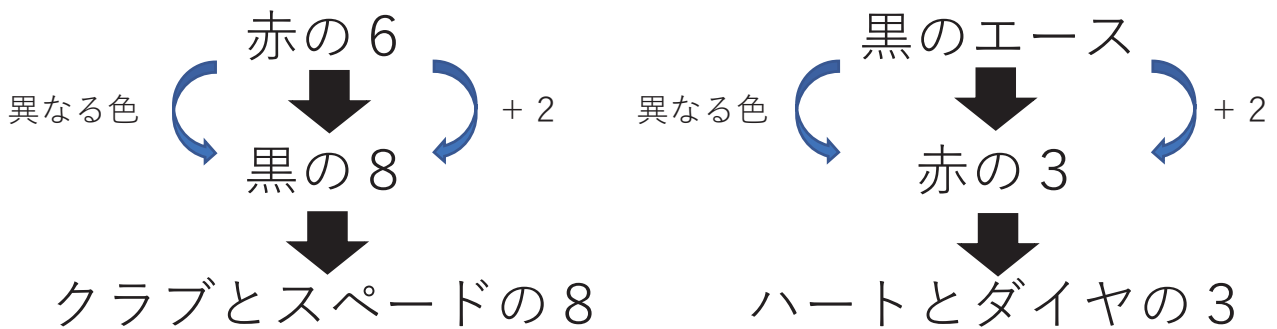 赤の6
異なる色
+ 2
黒の8
クラブとスペードの8
黒のエース
異なる色
+ 2
赤の3
ハートとダイヤの3